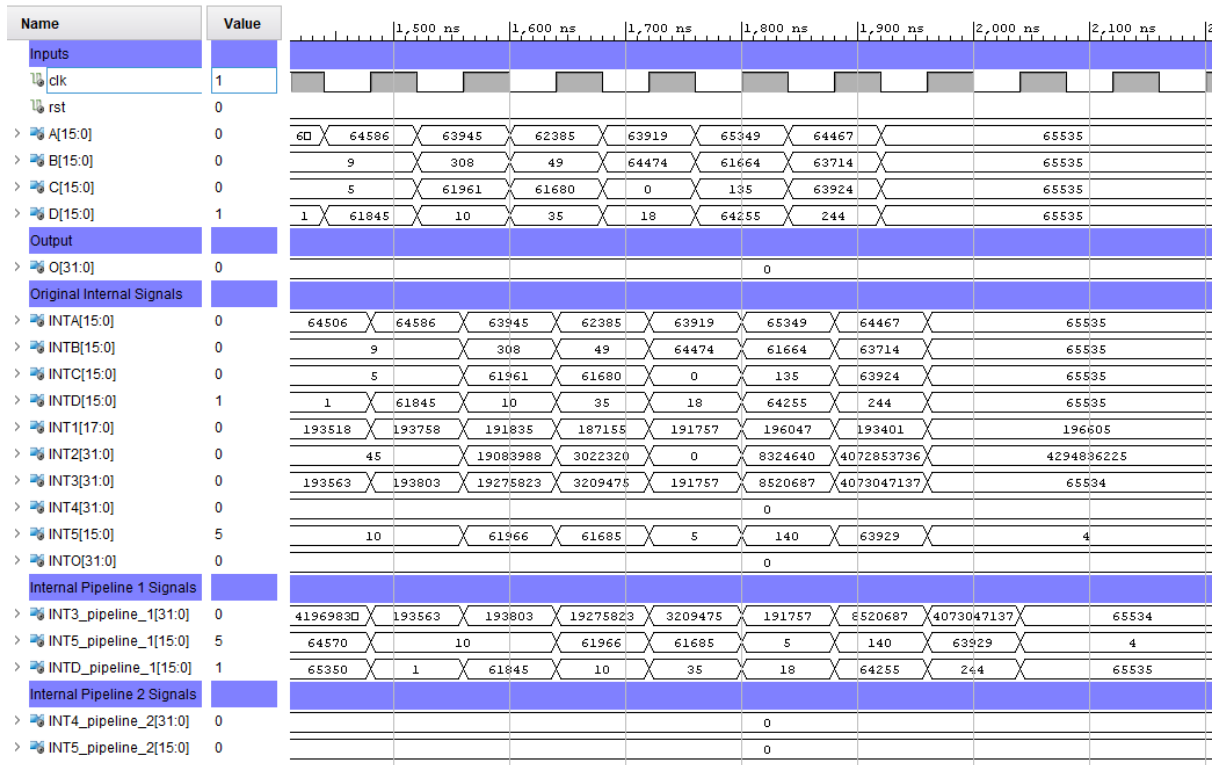 Name Value 1,500 ns 1,600 ns 1,700 ns 1,800 ns 1,900 ns 2,000 ns 2,100 ns 2
Inputs
clk 1
rst 0
> A[15:0] 0 6 64586 63945 62385 63919 65349 64467 65535
> B[15:0] 0 9 308 49 64474 61664 63714 65535
> C[15:0] 0 5 61961 61680 0 135 63924 65535
> D[15:0] 1 1 61845 10 35 18 64255 244 65535
Output
> O[31:0] 0 0
Original Internal Signals
> INTA[15:0] 0 64506 64586 63945 62385 63919 65349 64467 65535
> INTB[15:0] 0 9 308 49 64474 61664 63714 65535
> INTC[15:0] 0 5 61961 61680 0 135 63924 65535
> INTD[15:0] 1 1 61845 10 35 18 64255 244 65535
> INT1[17:0] 0 193518 193758 191835 187155 191757 196047 193401 196605
> INT2[31:0] 0 45 19083988 3022320 0 8324640 4072853736 4294836225
> INT3[31:0] 0 193563 193803 19275823 3209475 191757 8520687 4073047137 65534
> INT4[31:0] 0 0
> INT5[15:0] 5 10 61966 61685 5 140 63929 4
> INTO[31:0] 0 0
Internal Pipeline 1 Signals
> INT3_pipeline_1[31:0] 0 4196983 193563 193803 19275823 3209475 191757 8520687 4073047137 65534
> INT5_pipeline_1[15:0] 5 64570 10 61966 61685 5 140 63929 4
> INTD_pipeline_1[15:0] 1 65350 1 61845 10 35 18 64255 244 65535
Internal Pipeline 2 Signals
> INT4_pipeline_2[31:0] 0 0
> INT5_pipeline_2[15:0] 0 0